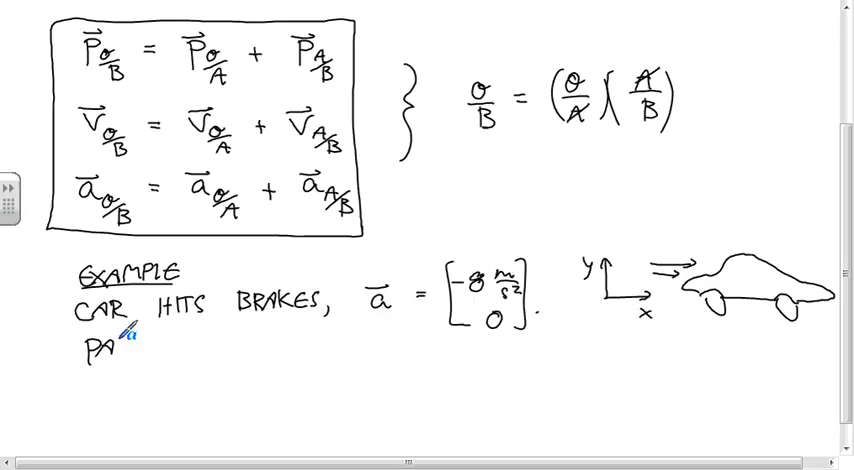 P⃗O/B = P⃗O/A + P⃗A/B
V⃗O/B = V⃗O/A + V⃗A/B
a⃗O/B = a⃗O/A + a⃗A/B
O/B = (O/A)(A/B)
EXAMPLE
CAR HITS BRAKES, a⃗ = [-8 m/s², 0].
PA
y
x